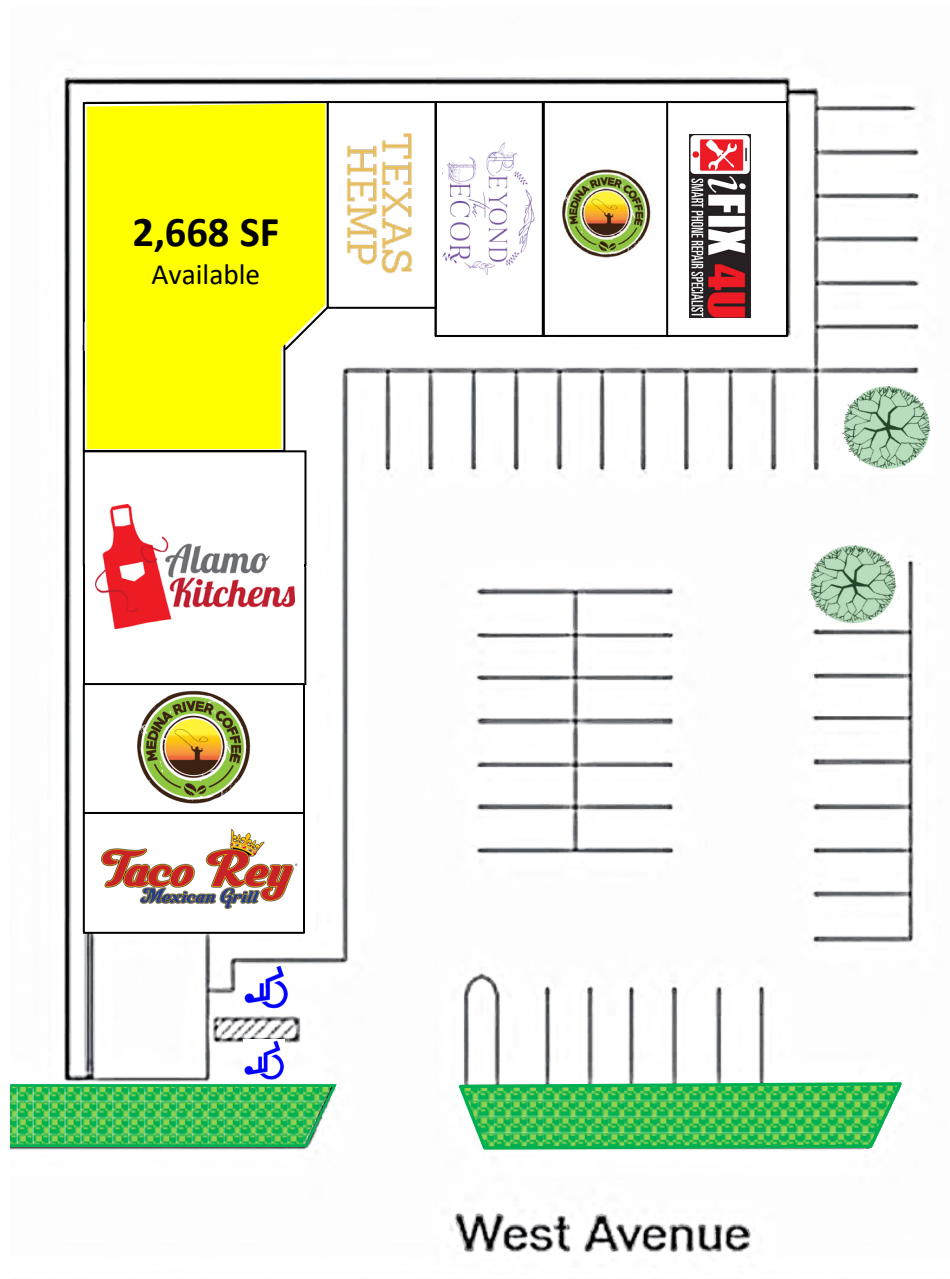 2,668 SF
Available
TEXAS
HEMP
BEYOND
The
DECOR
MEDINA RIVER COFFEE
iFIX 4U
SMART PHONE REPAIR SPECIALIST
Alamo
Kitchens
MEDINA RIVER COFFEE
Taco Rey
Mexican Grill
West Avenue